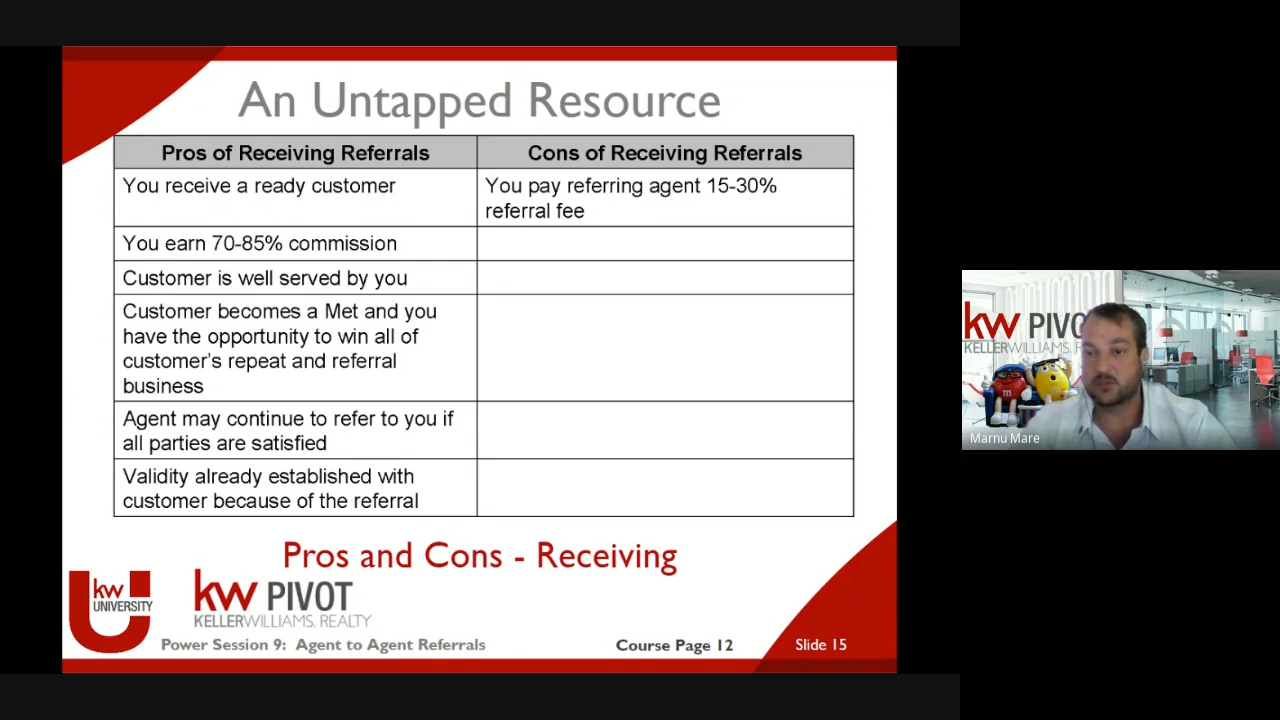 An Untapped Resource
Pros of Receiving Referrals
Cons of Receiving Referrals
You receive a ready customer
You pay referring agent 15-30%
referral fee
You earn 70-85% commission
Customer is well served by you
Customer becomes a Met and you
have the opportunity to win all of
customer's repeat and referral
business
Agent may continue to refer to you if
all parties are satisfied
Validity already established with
customer because of the referral
Pros and Cons - Receiving
kw
UNIVERSITY
kw PIVOT
KELLERWILLIAMS. REALTY
Power Session 9: Agent to Agent Referrals
Course Page 12
Slide 15
kw
KELLERWILLIAMS.
m
Marnu Mare